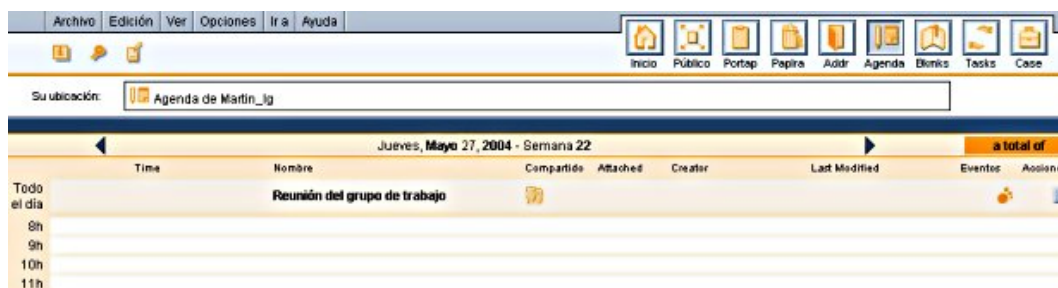 Archivo Edición Ver Opciones Ir a Ayuda
Inicio Público Portap Papira Addr Agenda Bkmks Tasks Case
Su ubicación: Agenda de Martin_lg
Jueves, Mayo 27, 2004 - Semana 22 a total of
Time Nombre Compartido Attached Creator Last Modified Eventos
Todo el día Reunión del grupo de trabajo
8h
9h
10h
11h